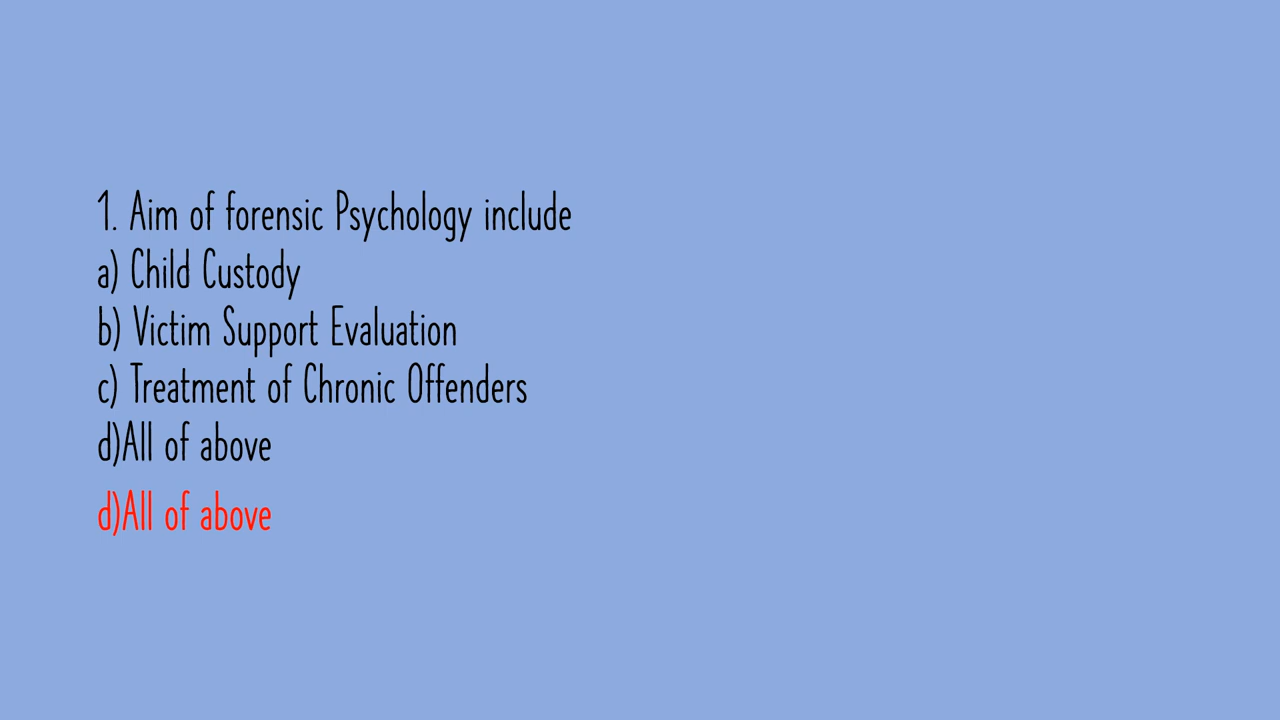 1. Aim of forensic Psychology include
a) Child Custody
b) Victim Support Evaluation
c) Treatment of Chronic Offenders
d)All of above
d)All of above